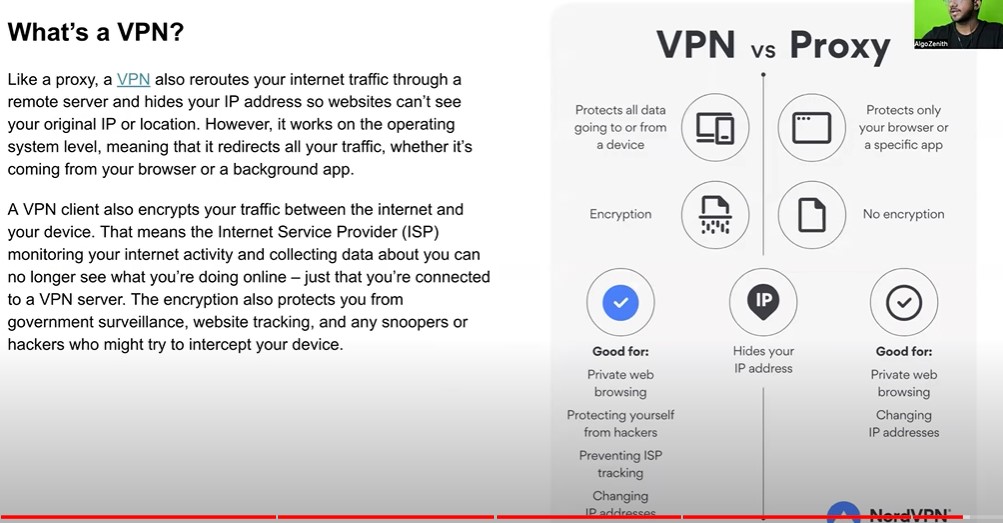 What's a VPN?
Like a proxy, a VPN also reroutes your internet traffic through a
remote server and hides your IP address so websites can't see
your original IP or location. However, it works on the operating
system level, meaning that it redirects all your traffic, whether it's
coming from your browser or a background app.
A VPN client also encrypts your traffic between the internet and
your device. That means the Internet Service Provider (ISP)
monitoring your internet activity and collecting data about you can
no longer see what you're doing online – just that you're connected
to a VPN server. The encryption also protects you from
government surveillance, website tracking, and any snoopers or
hackers who might try to intercept your device.
AlgoZenith
VPN vs Proxy
Protects all data
going to or from
a device
Protects only
your browser or
a specific app
Encryption
No encryption
IP
Good for:
Private web
browsing
Protecting yourself
from hackers
Preventing ISP
tracking
Changing
IP addresses
Hides your
IP address
Good for:
Private web
browsing
Changing
IP addresses
NordVPN